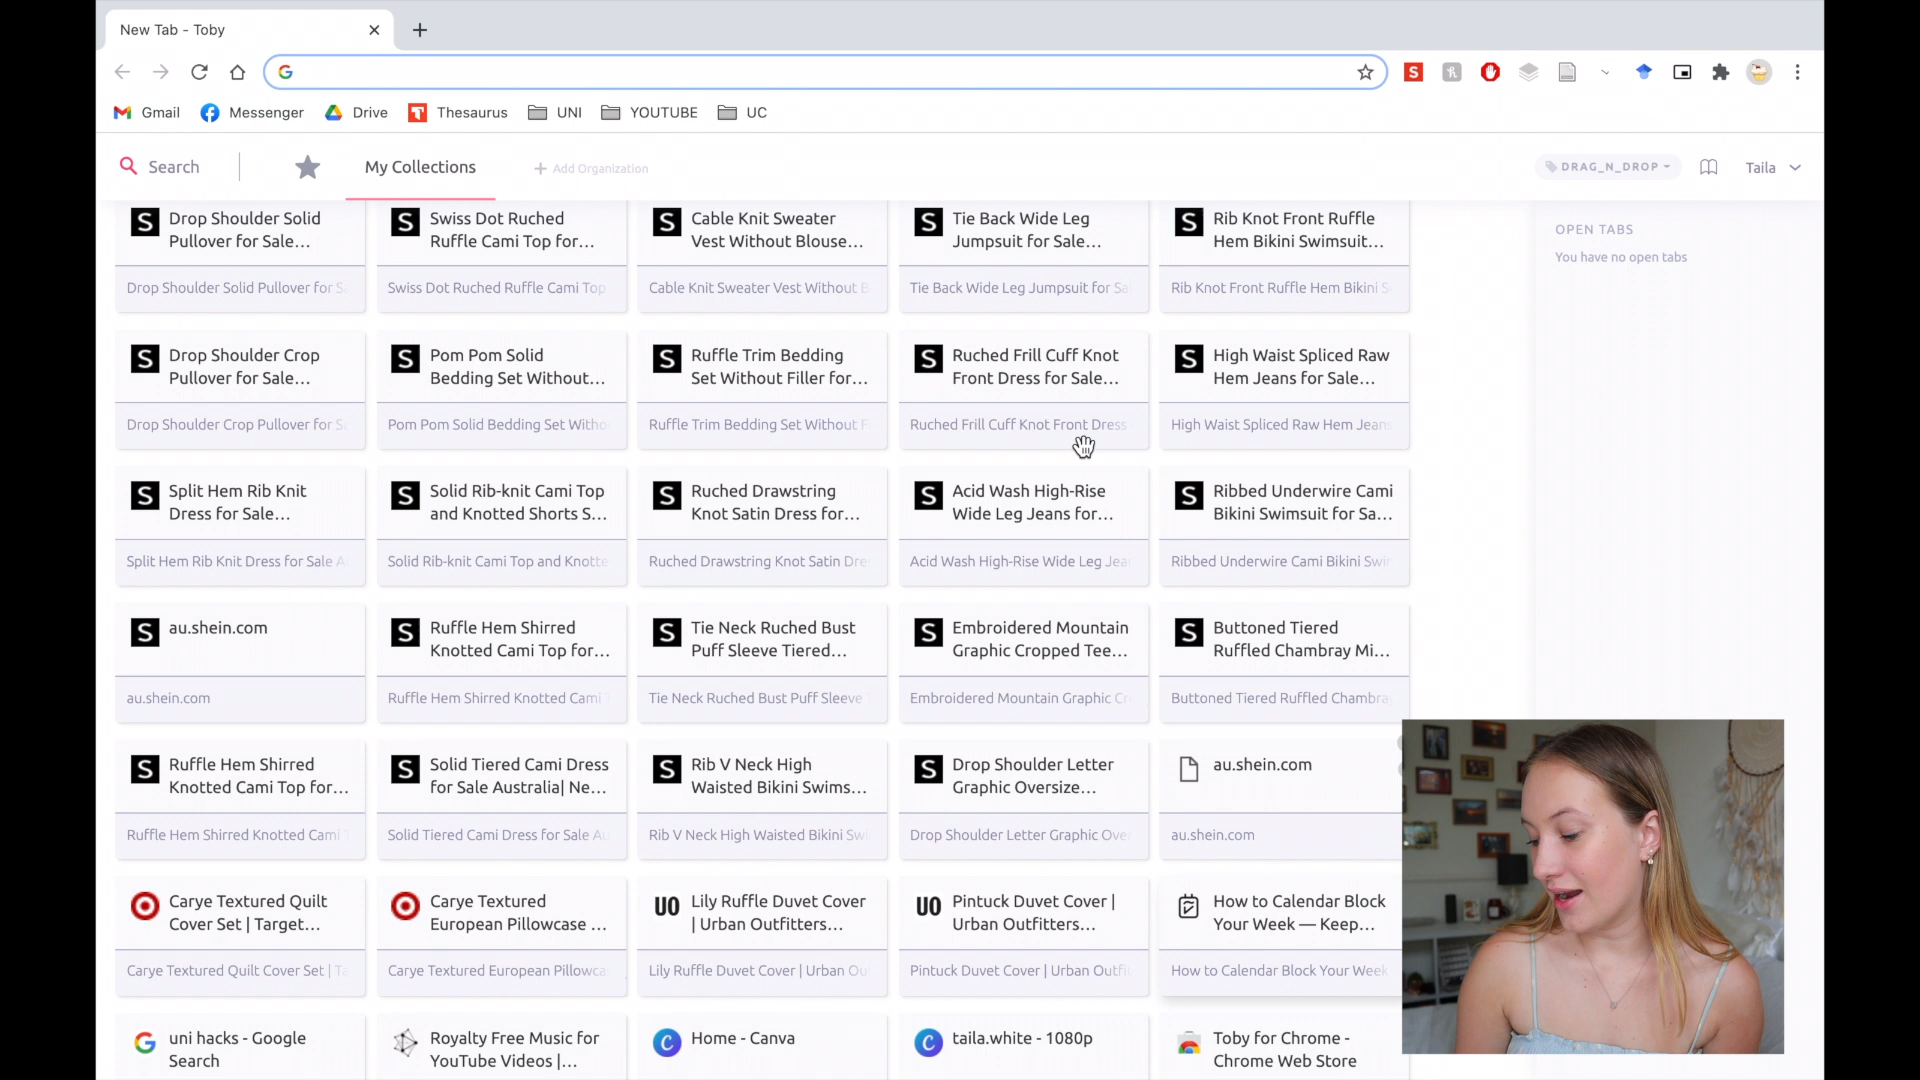 New Tab - Toby
Gmail Messenger Drive Thesaurus UNI YOUTUBE UC
Search My Collections Add Organization DRAG_N_DROP Taila
OPEN TABS
You have no open tabs
Drop Shoulder Solid
Pullover for Sale...
Drop Shoulder Solid Pullover for S
Swiss Dot Ruched
Ruffle Cami Top for...
Swiss Dot Ruched Ruffle Cami Top
Cable Knit Sweater
Vest Without Blouse...
Cable Knit Sweater Vest Without B
Tie Back Wide Leg
Jumpsuit for Sale...
Tie Back Wide Leg Jumpsuit for Sa
Rib Knot Front Ruffle
Hem Bikini Swimsuit...
Rib Knot Front Ruffle Hem Bikini S
Drop Shoulder Crop
Pullover for Sale...
Drop Shoulder Crop Pullover for S
Pom Pom Solid
Bedding Set Without...
Pom Pom Solid Bedding Set Witho
Ruffle Trim Bedding
Set Without Filler for...
Ruffle Trim Bedding Set Without F
Ruched Frill Cuff Knot
Front Dress for Sale...
Ruched Frill Cuff Knot Front Dress
High Waist Spliced Raw
Hem Jeans for Sale...
High Waist Spliced Raw Hem Jeans
Split Hem Rib Knit
Dress for Sale...
Split Hem Rib Knit Dress for Sale A
Solid Rib-knit Cami Top
and Knotted Shorts S...
Solid Rib-knit Cami Top and Knotte
Ruched Drawstring
Knot Satin Dress for...
Ruched Drawstring Knot Satin Dre
Acid Wash High-Rise
Wide Leg Jeans for...
Acid Wash High-Rise Wide Leg Jea
Ribbed Underwire Cami
Bikini Swimsuit for Sa...
Ribbed Underwire Cami Bikini Swi
au.shein.com
au.shein.com
Ruffle Hem Shirred
Knotted Cami Top for...
Ruffle Hem Shirred Knotted Cami T
Tie Neck Ruched Bust
Puff Sleeve Tiered...
Tie Neck Ruched Bust Puff Sleeve
Embroidered Mountain
Graphic Cropped Tee...
Embroidered Mountain Graphic Cr
Buttoned Tiered
Ruffled Chambray Mi...
Buttoned Tiered Ruffled Chambra
Ruffle Hem Shirred
Knotted Cami Top for...
Ruffle Hem Shirred Knotted Cami T
Solid Tiered Cami Dress
for Sale Australia| Ne...
Solid Tiered Cami Dress for Sale Au
Rib V Neck High
Waisted Bikini Swims...
Rib V Neck High Waisted Bikini Swi
Drop Shoulder Letter
Graphic Oversize...
Drop Shoulder Letter Graphic Ove
au.shein.com
au.shein.com
Carye Textured Quilt
Cover Set | Target...
Carye Textured Quilt Cover Set | Ta
Carye Textured
European Pillowcase ...
Carye Textured European Pillowca
UO
Lily Ruffle Duvet Cover
| Urban Outfitters...
Lily Ruffle Duvet Cover | Urban Ou
UO
Pintuck Duvet Cover |
Urban Outfitters...
Pintuck Duvet Cover | Urban Outfi
How to Calendar Block
Your Week — Keep...
How to Calendar Block Your Week
uni hacks - Google
Search
Royalty Free Music for
YouTube Videos |...
Home - Canva
taila.white - 1080p
Toby for Chrome -
Chrome Web Store